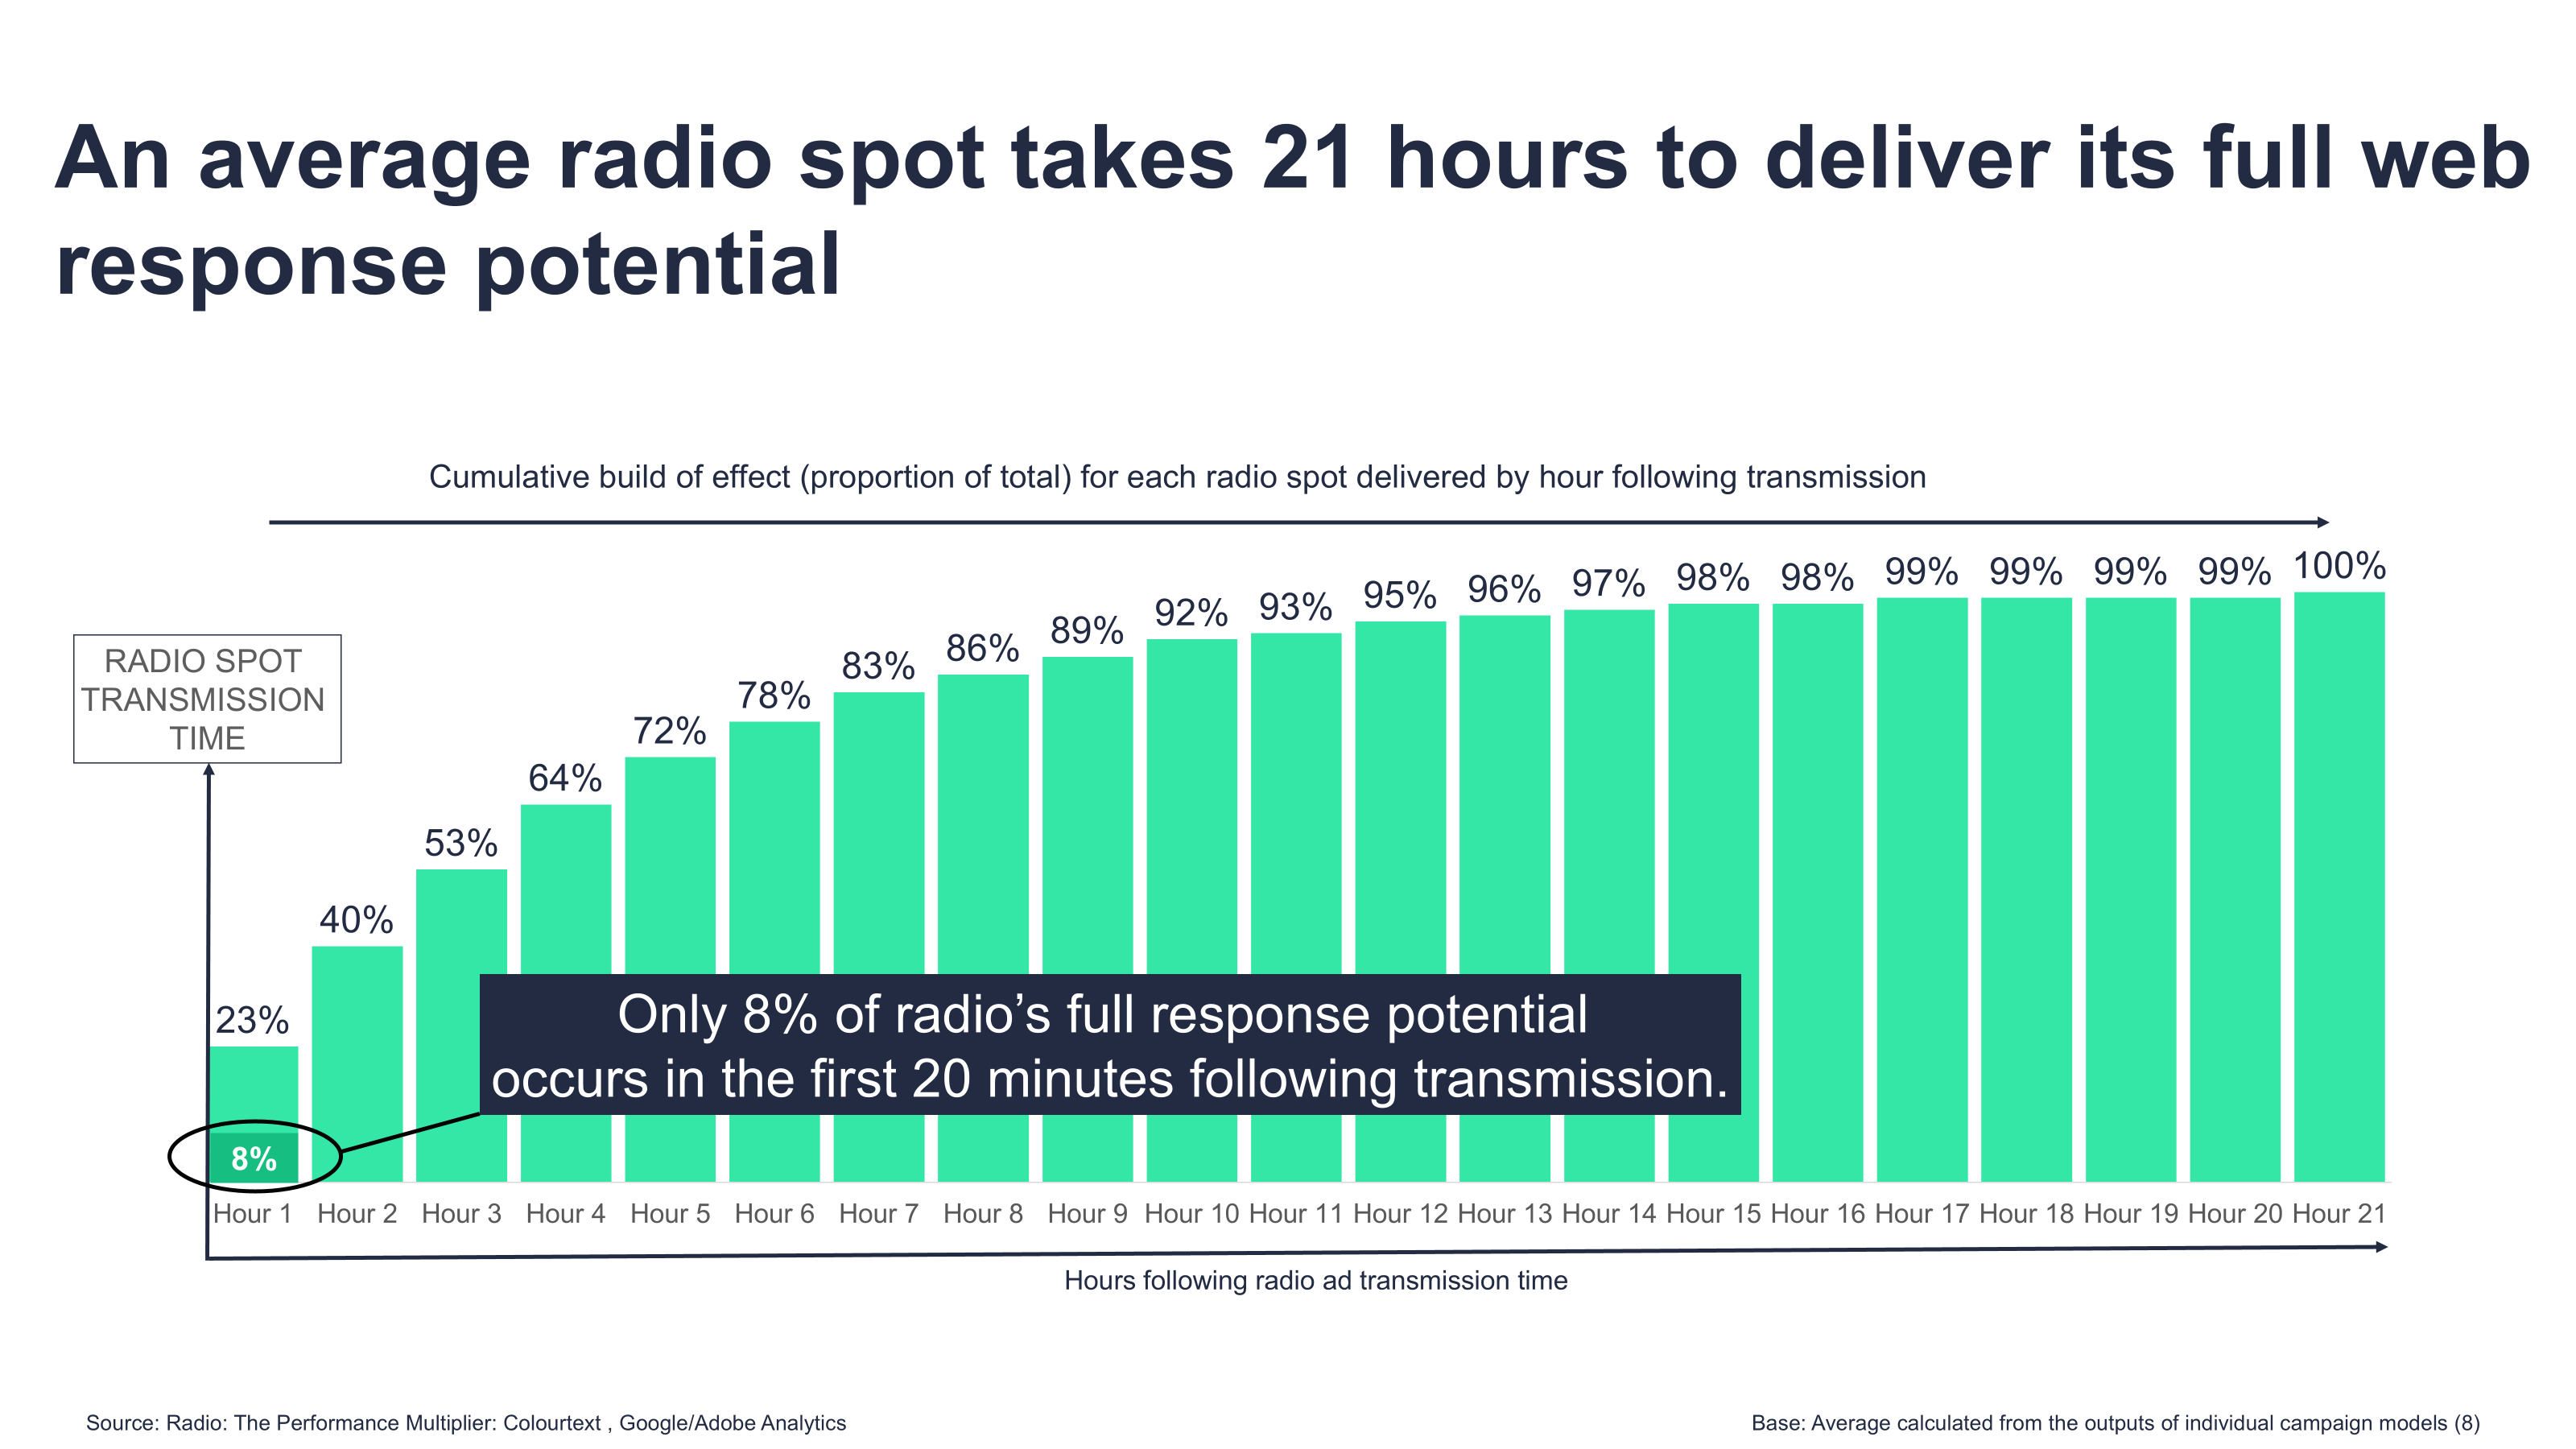 An average radio spot takes 21 hours to deliver its full web
response potential
Cumulative build of effect (proportion of total) for each radio spot delivered by hour following transmission
RADIO SPOT
TRANSMISSION
TIME
23%
40%
53%
64%
72%
78%
83%
86%
89%
92%
93%
95%
96%
97%
98%
98%
99%
99%
99%
99%
100%
Only 8% of radio’s full response potential
occurs in the first 20 minutes following transmission.
8%
Hour 1
Hour 2
Hour 3
Hour 4
Hour 5
Hour 6
Hour 7
Hour 8
Hour 9
Hour 10
Hour 11
Hour 12
Hour 13
Hour 14
Hour 15
Hour 16
Hour 17
Hour 18
Hour 19
Hour 20
Hour 21
Hours following radio ad transmission time
Source: Radio: The Performance Multiplier: Colourtext , Google/Adobe Analytics
Base: Average calculated from the outputs of individual campaign models (8)